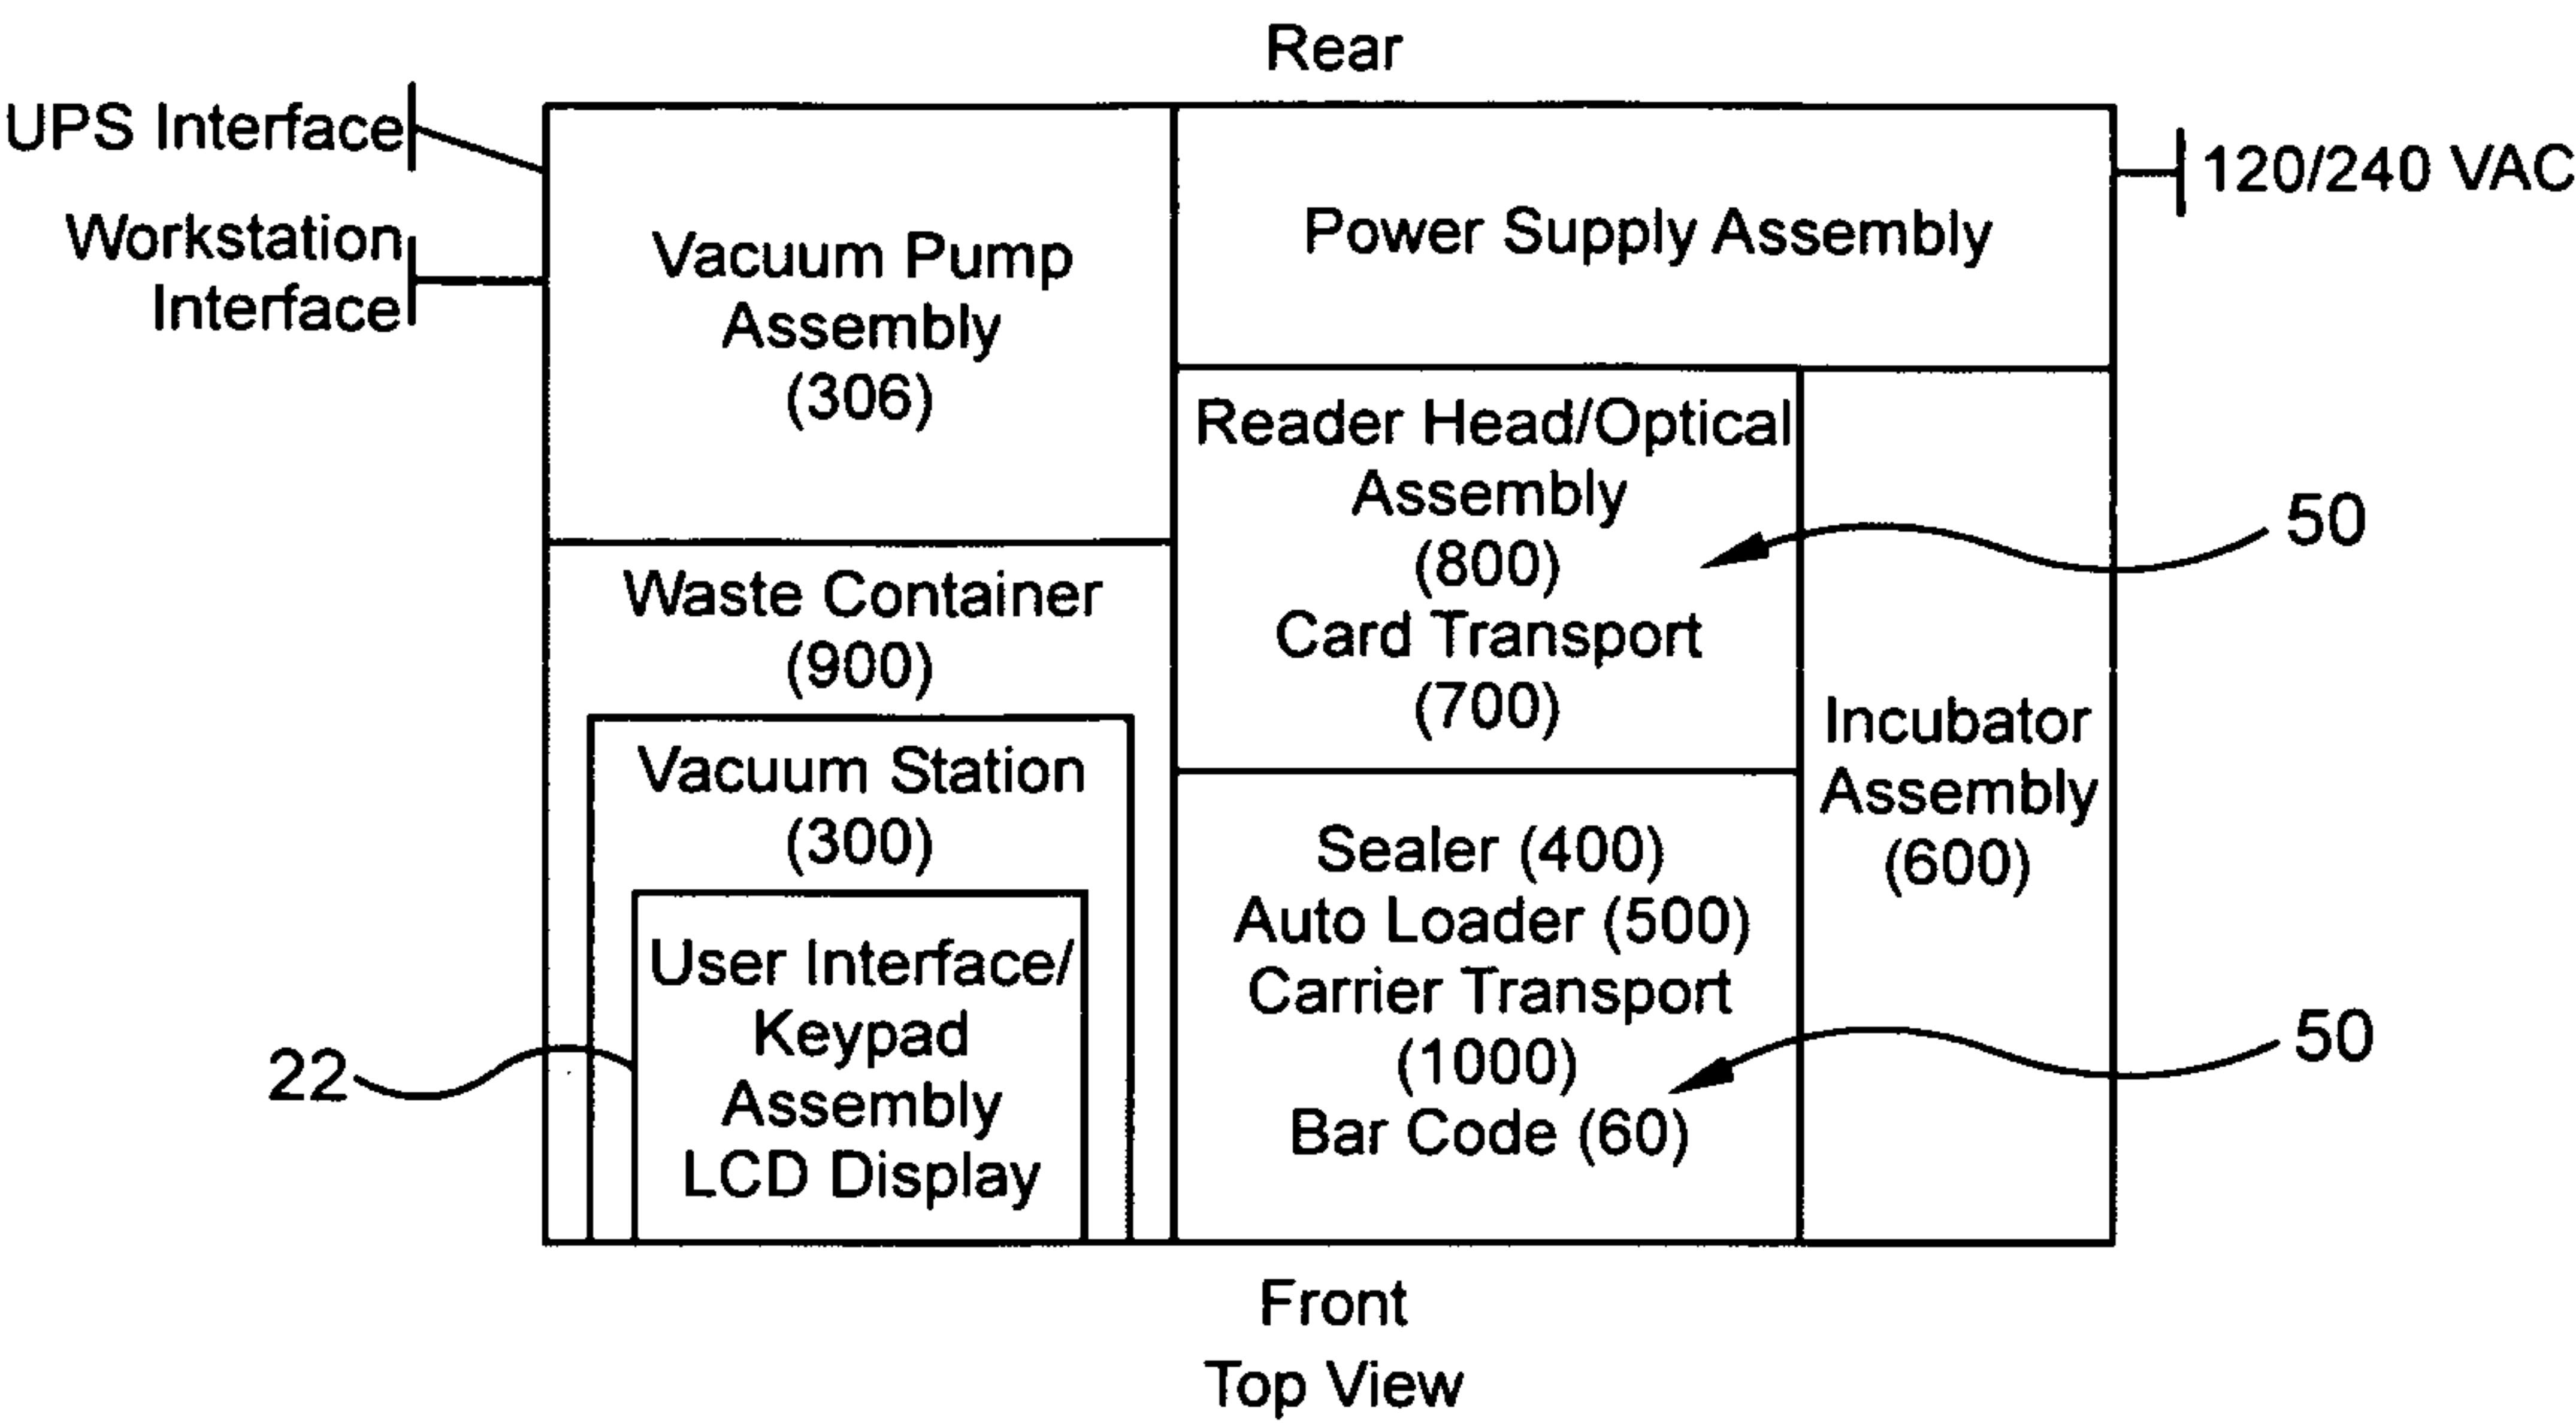 Rear
UPS Interface
Workstation
Interface
120/240 VAC
Vacuum Pump
Assembly
(306)
Power Supply Assembly
Reader Head/Optical
Assembly
(800)
Card Transport
(700)
50
Waste Container
(900)
Vacuum Station
(300)
User Interface/
Keypad
Assembly
LCD Display
22
Sealer (400)
Auto Loader (500)
Carrier Transport
(1000)
Bar Code (60)
50
Incubator
Assembly
(600)
Front
Top View